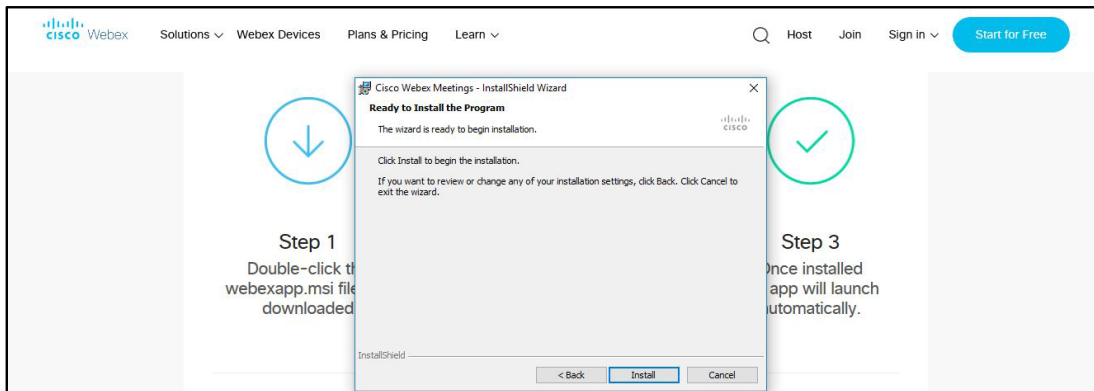 CISCO Webex Solutions Webex Devices Plans & Pricing Learn Host Join Sign in Start for Free
Cisco Webex Meetings - InstallShield Wizard
Ready to Install the Program
The wizard is ready to begin installation.
CISCO
Click Install to begin the installation.
If you want to review or change any of your installation settings, click Back. Click Cancel to
exit the wizard.
InstallShield
< Back Install Cancel
Step 1
Double-click
webexapp.msi
downloaded
Step 3
installed
app will launch
automatically.